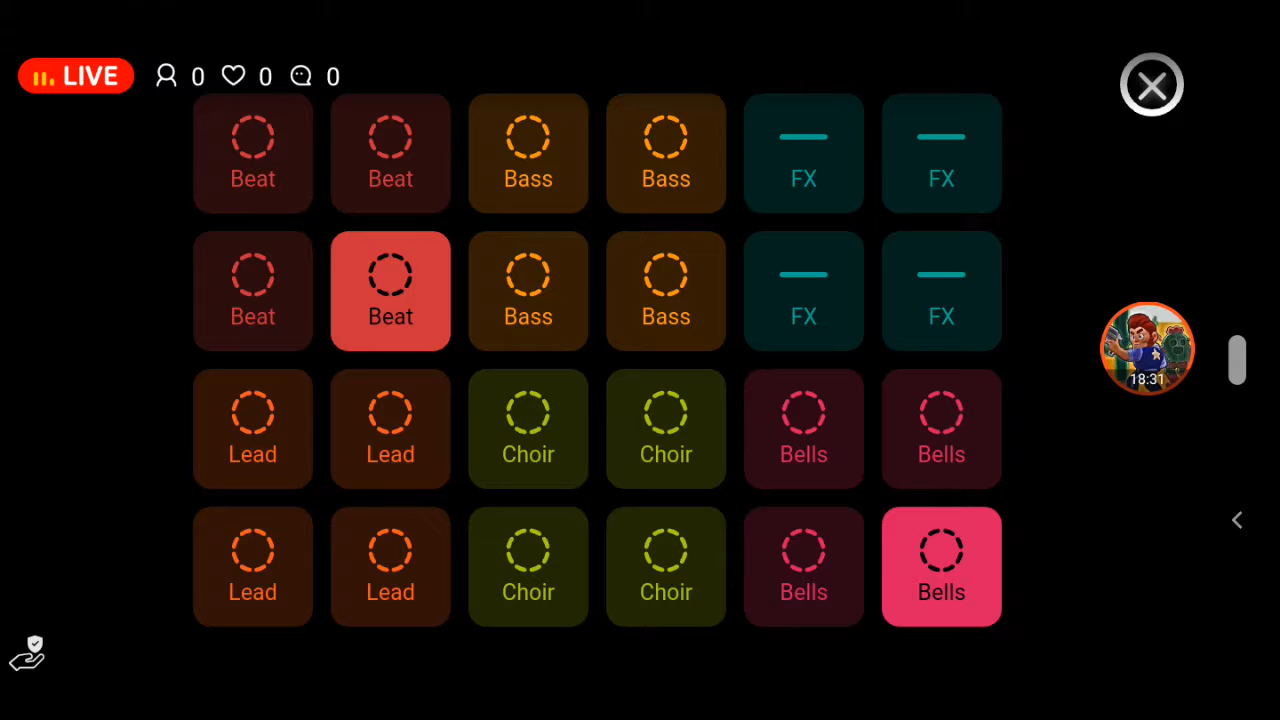 LIVE 0 0 0
Beat Beat Bass Bass FX FX
Beat Beat Bass Bass FX FX
18:31
Lead Lead Choir Choir Bells Bells
Lead Lead Choir Choir Bells Bells